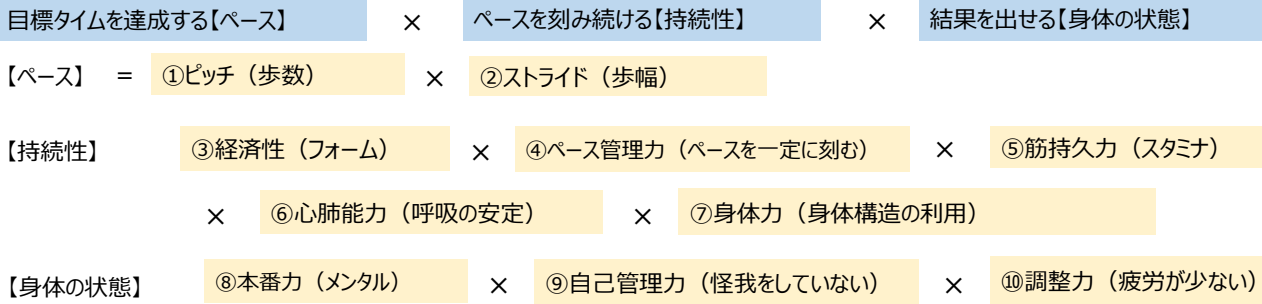 目標タイムを達成する【ペース】 × ペースを刻み続ける【持続性】 × 結果を出せる【身体の状態】
【ペース】 = ①ピッチ（歩数） × ②ストライド（歩幅）
【持続性】 ③経済性（フォーム） × ④ペース管理力（ペースを一定に刻む） × ⑤筋持久力（スタミナ）
× ⑥心肺能力（呼吸の安定） × ⑦身体力（身体構造の利用）
【身体の状態】 ⑧本番力（メンタル） × ⑨自己管理力（怪我をしていない） × ⑩調整力（疲労が少ない）